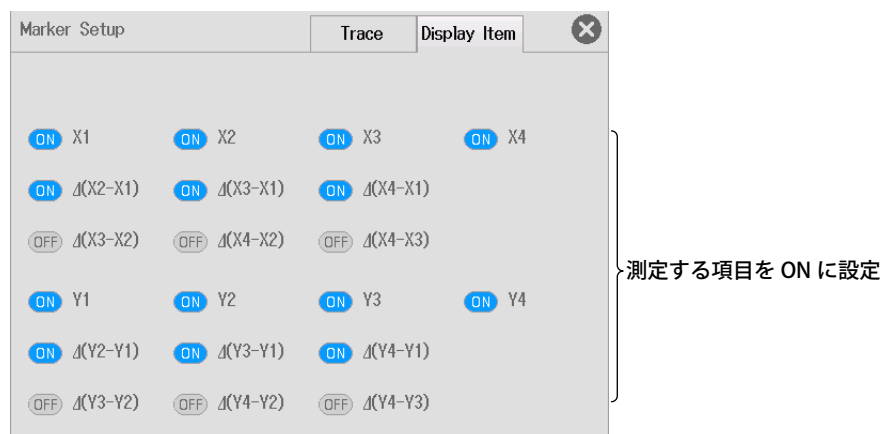 Marker Setup Trace Display Item
ON X1 ON X2 ON X3 ON X4
ON Δ(X2-X1) ON Δ(X3-X1) ON Δ(X4-X1)
OFF Δ(X3-X2) OFF Δ(X4-X2) OFF Δ(X4-X3)
測定する項目を ON に設定
ON Y1 ON Y2 ON Y3 ON Y4
ON Δ(Y2-Y1) ON Δ(Y3-Y1) ON Δ(Y4-Y1)
OFF Δ(Y3-Y2) OFF Δ(Y4-Y2) OFF Δ(Y4-Y3)